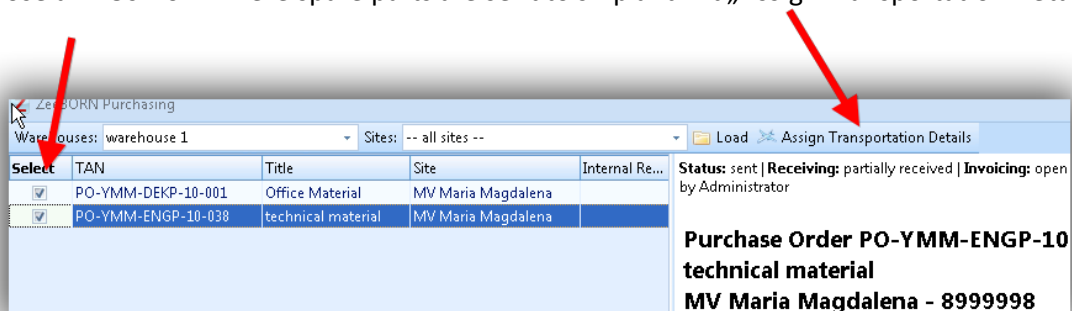 spare parts are
Purchasing
Warehouses: warehouse 1 Sites: -- all sites -- Load Assign Transportation Details
Select TAN Title Site Internal Re... Status: sent | Receiving: partially received | Invoicing: open
PO-YMM-DEKP-10-001 Office Material MV Maria Magdalena by Administrator
PO-YMM-ENGP-10-038 technical material MV Maria Magdalena
Purchase Order PO-YMM-ENGP-10
technical material
MV Maria Magdalena - 8999998